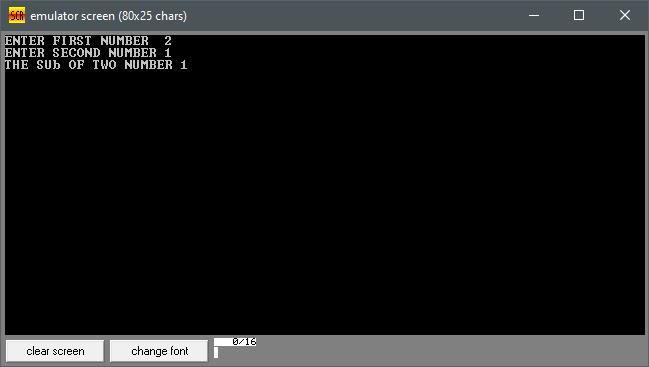 SCR emulator screen (80x25 chars)
ENTER FIRST NUMBER  2
ENTER SECOND NUMBER 1
THE SUb OF TWO NUMBER 1
clear screen change font 0/16